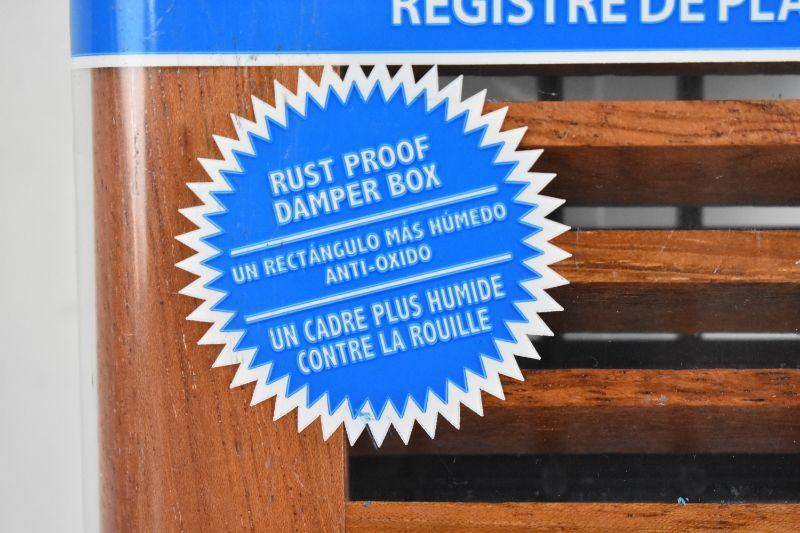 REGISTRE DE
RUST PROOF
DAMPER BOX
UN RECTÁNGULO MÁS HÚMEDO
ANTI-OXIDO
UN CADRE PLUS HUMIDE
CONTRE LA ROUILLE